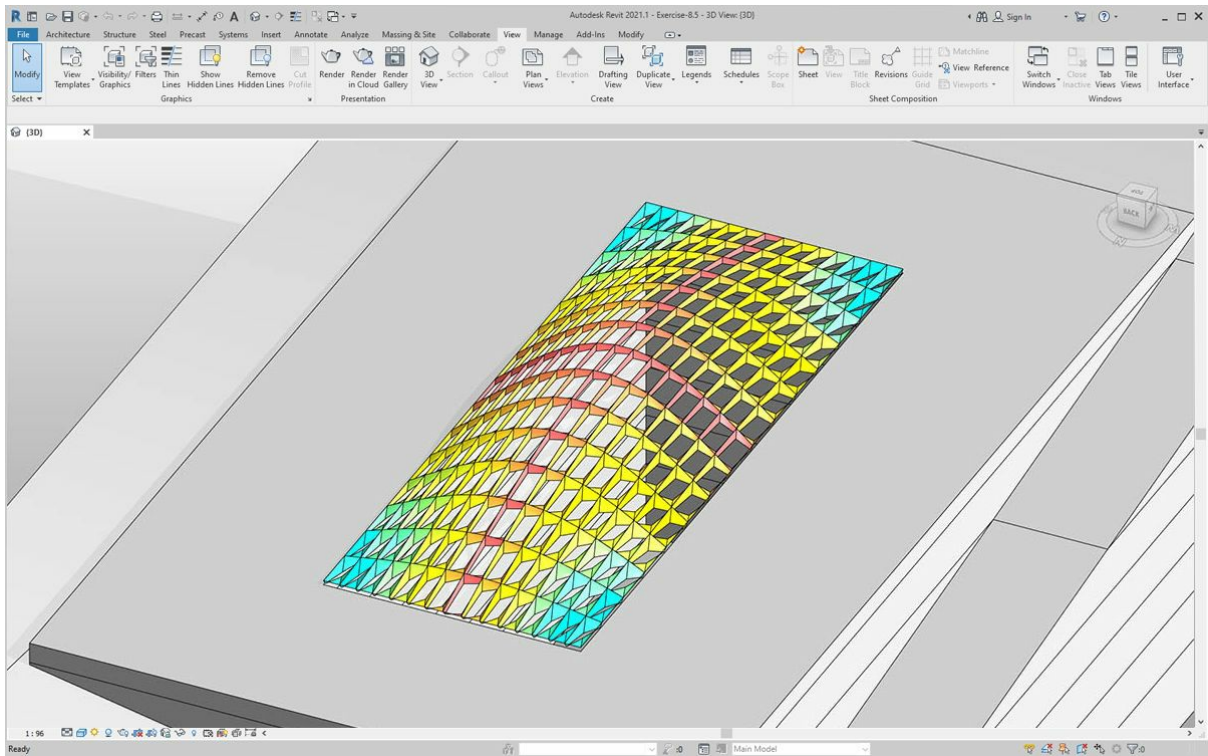 Autodesk Revit 2021.1 - Exercise-8.5 - 3D View: {3D}
Sign In
File Architecture Structure Steel Precast Systems Insert Annotate Analyze Massing & Site Collaborate View Manage Add-Ins Modify
Modify View Templates Visibility/ Graphics Filters Thin Lines Show Hidden Lines Remove Hidden Lines Cut Profile Render Render in Cloud Render Gallery 3D View Section Callout Plan Views Elevation Drafting View Duplicate View Legends Schedules Scope Box Sheet View Title Block Revisions Guide Grid Matchline View Reference Viewports Switch Windows Close Inactive Tab Views Tile Views User Interface
Select Graphics Presentation Create Sheet Composition Windows
{3D}
BACK
1 : 96
Ready
:0
Main Model
:0